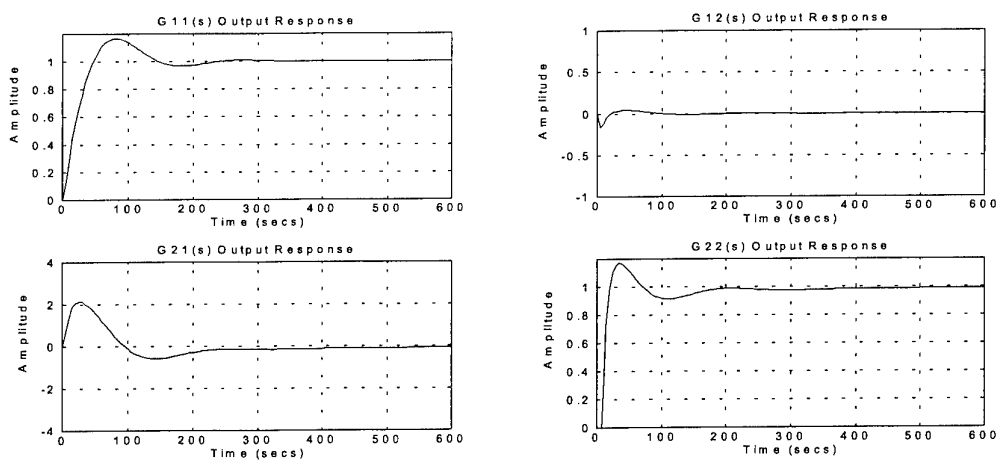 G11(s) Output Response
Amplitude
1
0.8
0.6
0.4
0.2
0
0 100 200 300 400 500 600
Time (secs)
G12(s) Output Response
Amplitude
1
0.5
0
-0.5
-1
0 100 200 300 400 500 600
Time (secs)
G21(s) Output Response
Amplitude
4
2
0
-2
-4
0 100 200 300 400 500 600
Time (secs)
G22(s) Output Response
Amplitude
1
0.8
0.6
0.4
0.2
0
0 100 200 300 400 500 600
Time (secs)